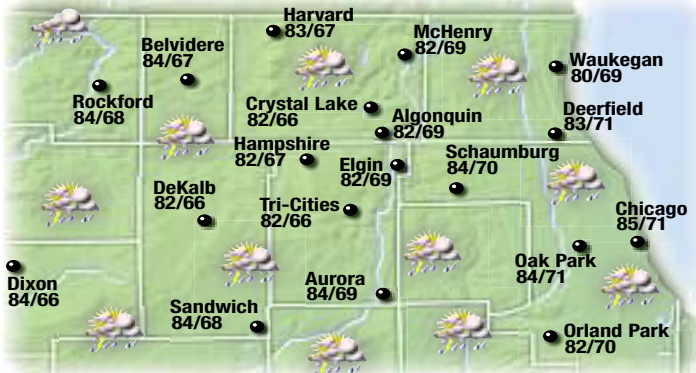 Harvard
83/67
McHenry
82/69
Belvidere
84/67
Waukegan
80/69
Rockford
84/68
Crystal Lake
82/66
Algonquin
82/69
Deerfield
83/71
Hampshire
82/67
Elgin
82/69
Schaumburg
84/70
DeKalb
82/66
Tri-Cities
82/66
Chicago
85/71
Oak Park
84/71
Dixon
84/66
Aurora
84/69
Sandwich
84/68
Orland Park
82/70